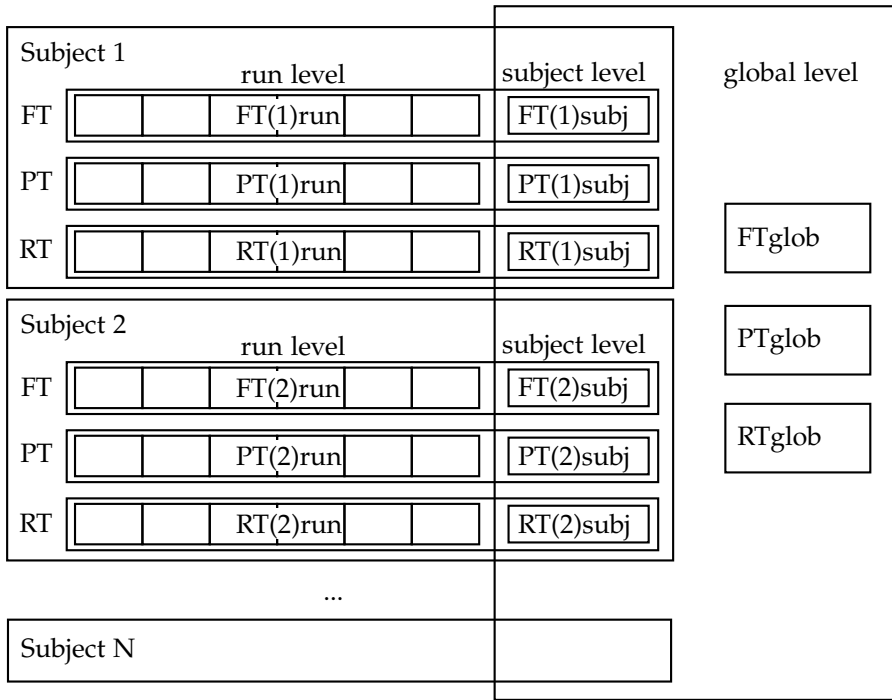 Subject 1
run level
subject level
global level
FT
FT(1)run
FT(1)subj
PT
PT(1)run
PT(1)subj
RT
RT(1)run
RT(1)subj
FTglob
PTglob
RTglob
Subject 2
run level
subject level
FT
FT(2)run
FT(2)subj
PT
PT(2)run
PT(2)subj
RT
RT(2)run
RT(2)subj
...
Subject N